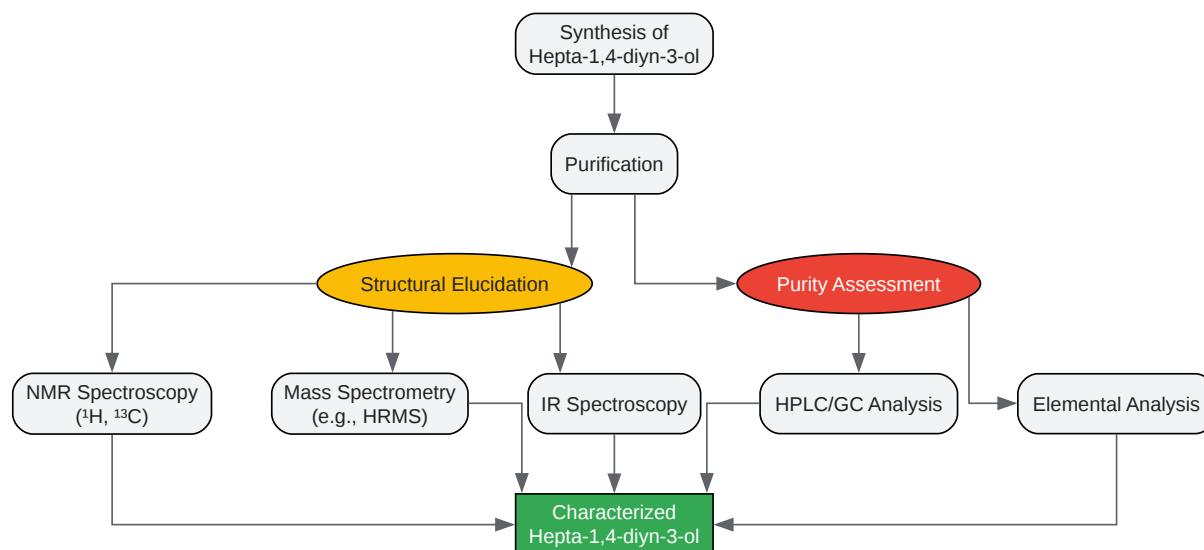 Synthesis of
Hepta-1,4-diyn-3-ol
Purification
Structural Elucidation
Purity Assessment
NMR Spectroscopy
(¹H, ¹³C)
Mass Spectrometry
(e.g., HRMS)
IR Spectroscopy
HPLC/GC Analysis
Elemental Analysis
Characterized
Hepta-1,4-diyn-3-ol